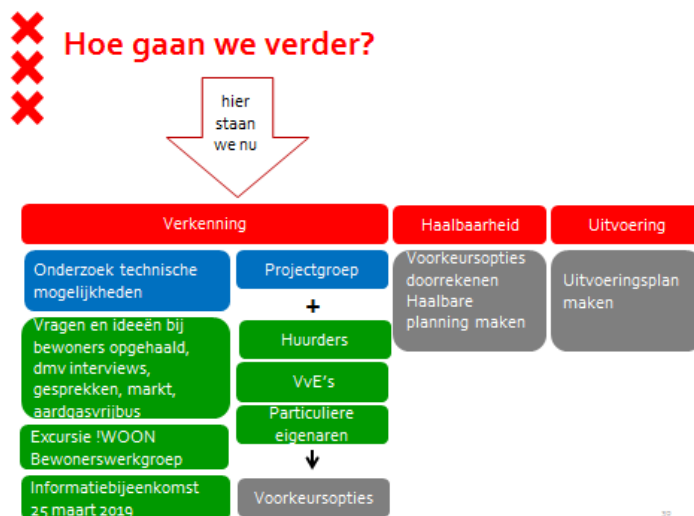 Hoe gaan we verder?
hier
staan
we nu
Verkenning
Haalbaarheid
Uitvoering
Onderzoek technische
mogelijkheden
Vragen en ideeën bij
bewoners opgehaald,
dmv interviews,
gesprekken, markt,
aardgasvrijbus
Excursie !WOON
Bewonerswerkgroep
Informatiebijeenkomst
25 maart 2019
Projectgroep
+
Huurders
VvE's
Particuliere
eigenaren
Voorkeursopties
Voorkeursopties
doorrekenen
Haalbare
planning maken
Uitvoeringsplan
maken